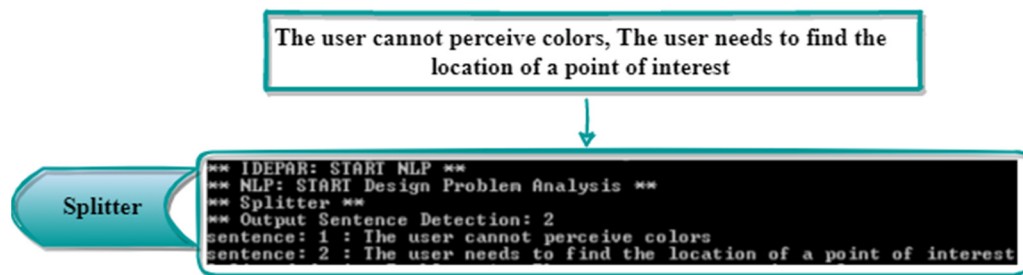 The user cannot perceive colors, The user needs to find the
location of a point of interest
Splitter
** IDEPAR: START NLP **
** NLP: START Design Problem Analysis **
** Splitter **
** Output Sentence Detection: 2
sentence: 1 : The user cannot perceive colors
sentence: 2 : The user needs to find the location of a point of interest